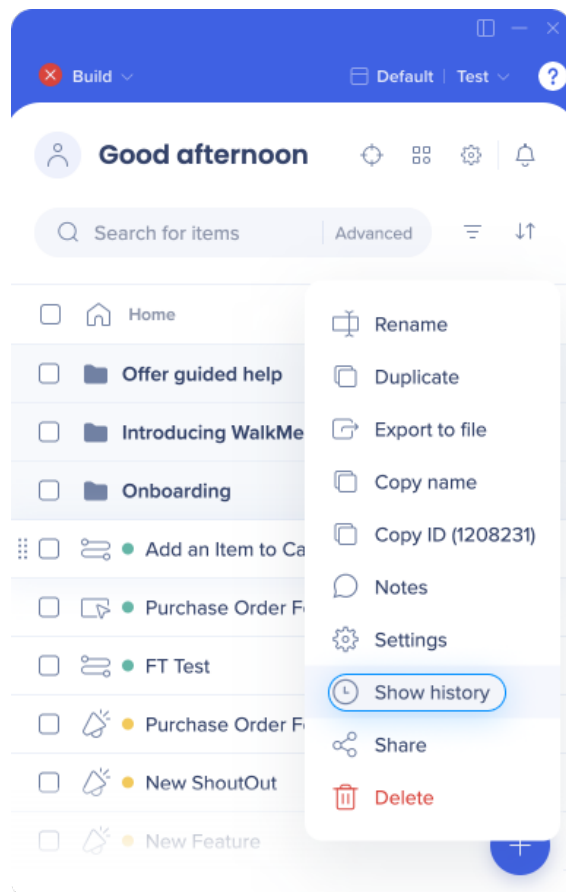 Build
Default | Test
?
Good afternoon
Search for items
Advanced
Home
Offer guided help
Introducing WalkMe
Onboarding
Add an Item to Ca
Purchase Order F
FT Test
Purchase Order F
New ShoutOut
New Feature
Rename
Duplicate
Export to file
Copy name
Copy ID (1208231)
Notes
Settings
Show history
Share
Delete